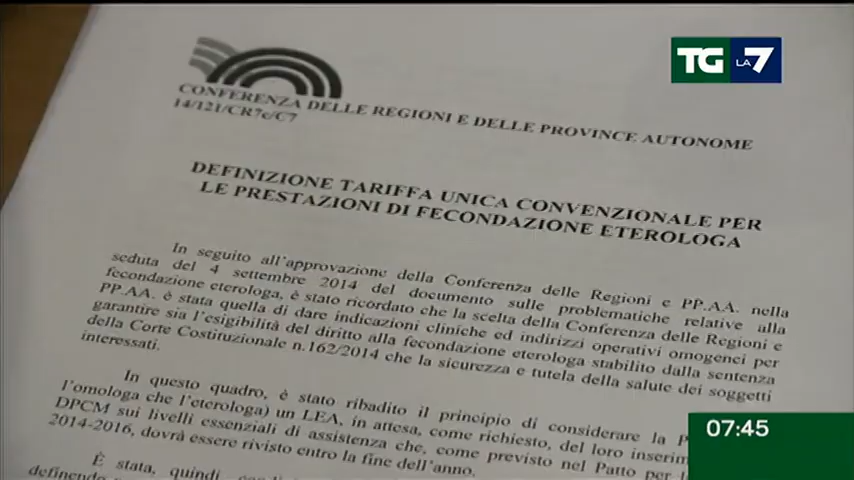 TG LA7
CONFERENZA DELLE REGIONI E DELLE PROVINCE AUTONOME
14/121/CR7c/C7
DEFINIZIONE TARIFFA UNICA CONVENZIONALE PER
LE PRESTAZIONI DI FECONDAZIONE ETEROLOGA
In seguito all'approvazione della Conferenza delle Regioni e PP.AA. nella
seduta del 4 settembre 2014 del documento sulle problematiche relative alla
fecondazione eterologa, è stato ricordato che la scelta della Conferenza delle Regioni e
PP.AA. è stata quella di dare indicazioni cliniche ed indirizzi operativi omogenei per
garantire sia l'esigibilità del diritto alla fecondazione eterologa stabilito dalla sentenza
della Corte Costituzionale n.162/2014 che la sicurezza e tutela della salute dei soggetti
interessati.
In questo quadro, è stato ribadito il principio di considerare la
l'omologa che l'eterologa) un LEA, in attesa, come richiesto, del loro
DPCM sui livelli essenziali di assistenza che, come previsto nel Patto per
2014-2016, dovrà essere rivisto entro la fine dell'anno.
È stata, quindi,
07:45